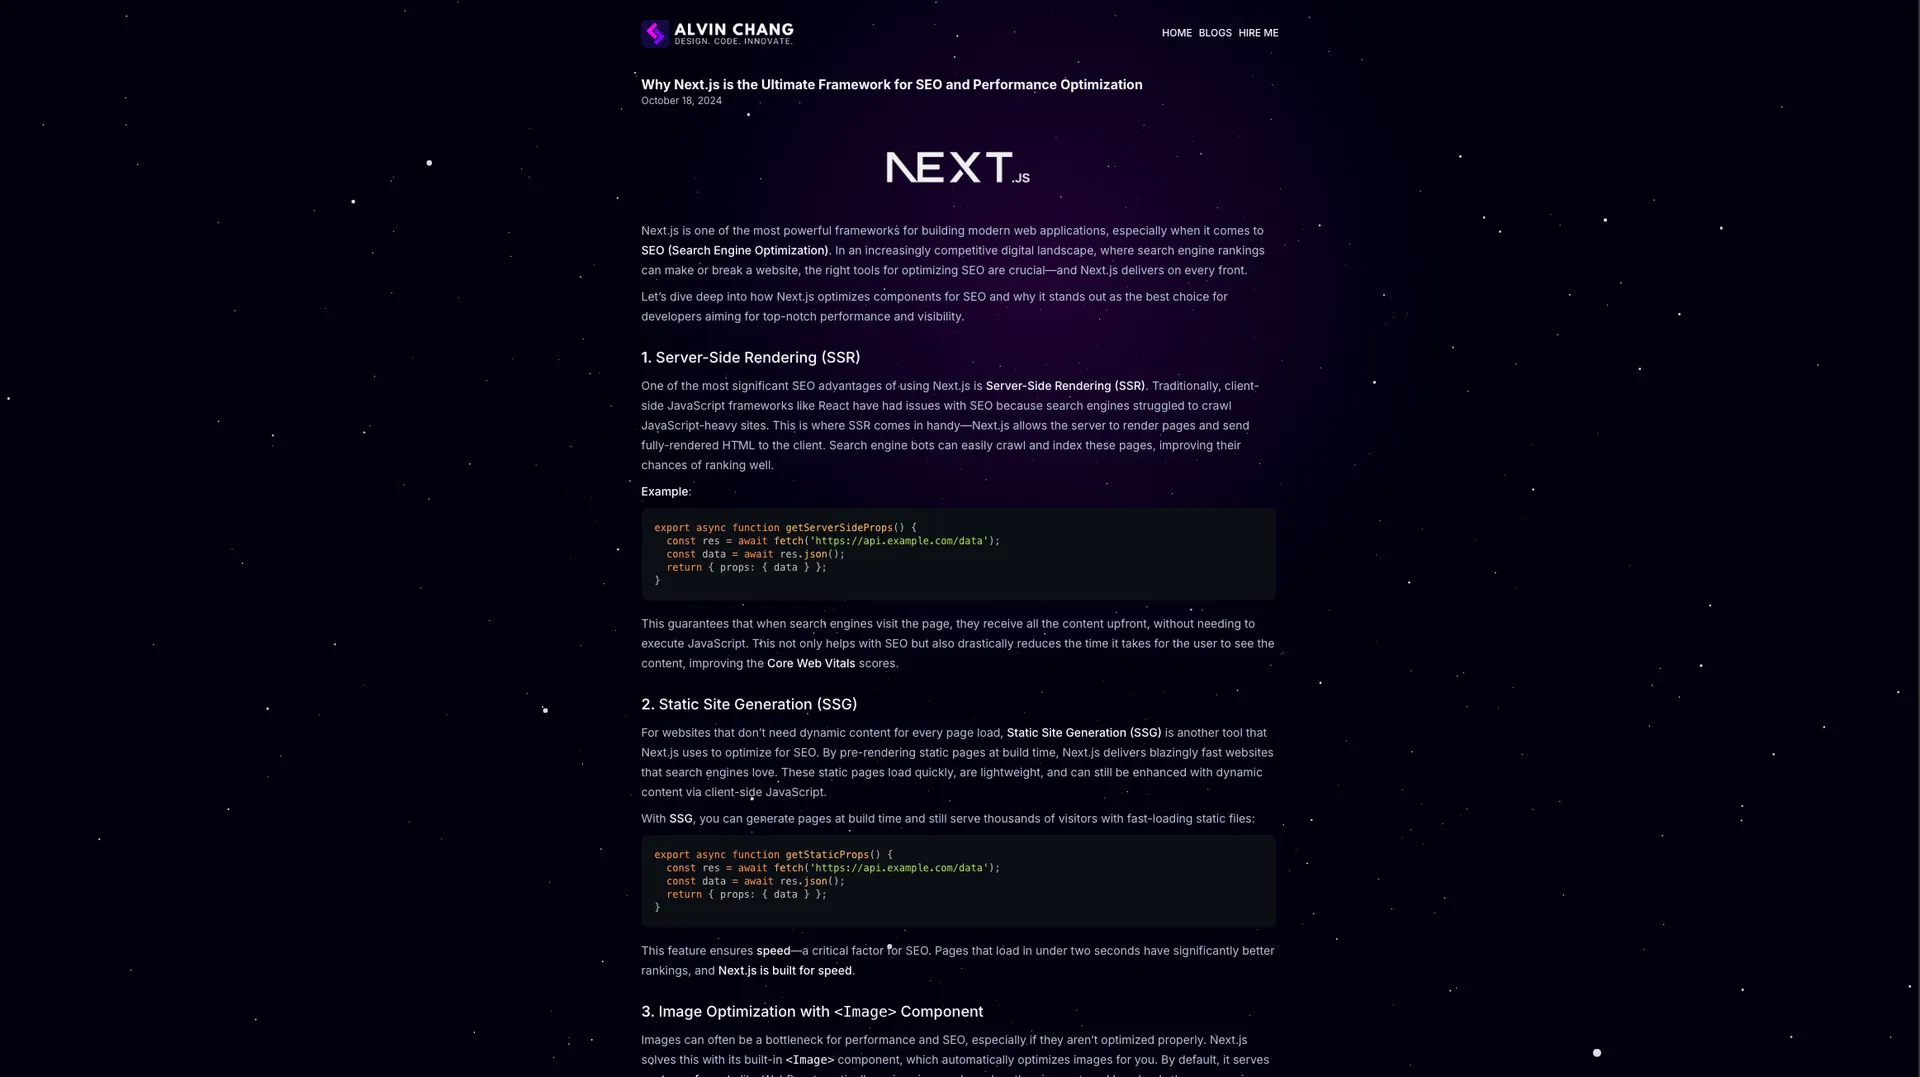 ALVIN CHANG
DESIGN. CODE. INNOVATE.
HOME BLOGS HIRE ME
Why Next.js is the Ultimate Framework for SEO and Performance Optimization
October 18, 2024
NEXT.JS
Next.js is one of the most powerful frameworks for building modern web applications, especially when it comes to
SEO (Search Engine Optimization). In an increasingly competitive digital landscape, where search engine rankings
can make or break a website, the right tools for optimizing SEO are crucial—and Next.js delivers on every front.
Let’s dive deep into how Next.js optimizes components for SEO and why it stands out as the best choice for
developers aiming for top-notch performance and visibility.
1. Server-Side Rendering (SSR)
One of the most significant SEO advantages of using Next.js is Server-Side Rendering (SSR). Traditionally, client-
side JavaScript frameworks like React have had issues with SEO because search engines struggled to crawl
JavaScript-heavy sites. This is where SSR comes in handy—Next.js allows the server to render pages and send
fully-rendered HTML to the client. Search engine bots can easily crawl and index these pages, improving their
chances of ranking well.
Example:
export async function getServerSideProps() {
  const res = await fetch('https://api.example.com/data');
  const data = await res.json();
  return { props: { data } };
}
This guarantees that when search engines visit the page, they receive all the content upfront, without needing to
execute JavaScript. This not only helps with SEO but also drastically reduces the time it takes for the user to see the
content, improving the Core Web Vitals scores.
2. Static Site Generation (SSG)
For websites that don’t need dynamic content for every page load, Static Site Generation (SSG) is another tool that
Next.js uses to optimize for SEO. By pre-rendering static pages at build time, Next.js delivers blazingly fast websites
that search engines love. These static pages load quickly, are lightweight, and can still be enhanced with dynamic
content via client-side JavaScript.
With SSG, you can generate pages at build time and still serve thousands of visitors with fast-loading static files:
export async function getStaticProps() {
  const res = await fetch('https://api.example.com/data');
  const data = await res.json();
  return { props: { data } };
}
This feature ensures speed—a critical factor for SEO. Pages that load in under two seconds have significantly better
rankings, and Next.js is built for speed.
3. Image Optimization with <Image> Component
Images can often be a bottleneck for performance and SEO, especially if they aren’t optimized properly. Next.js
solves this with its built-in <Image> component, which automatically optimizes images for you. By default, it serves